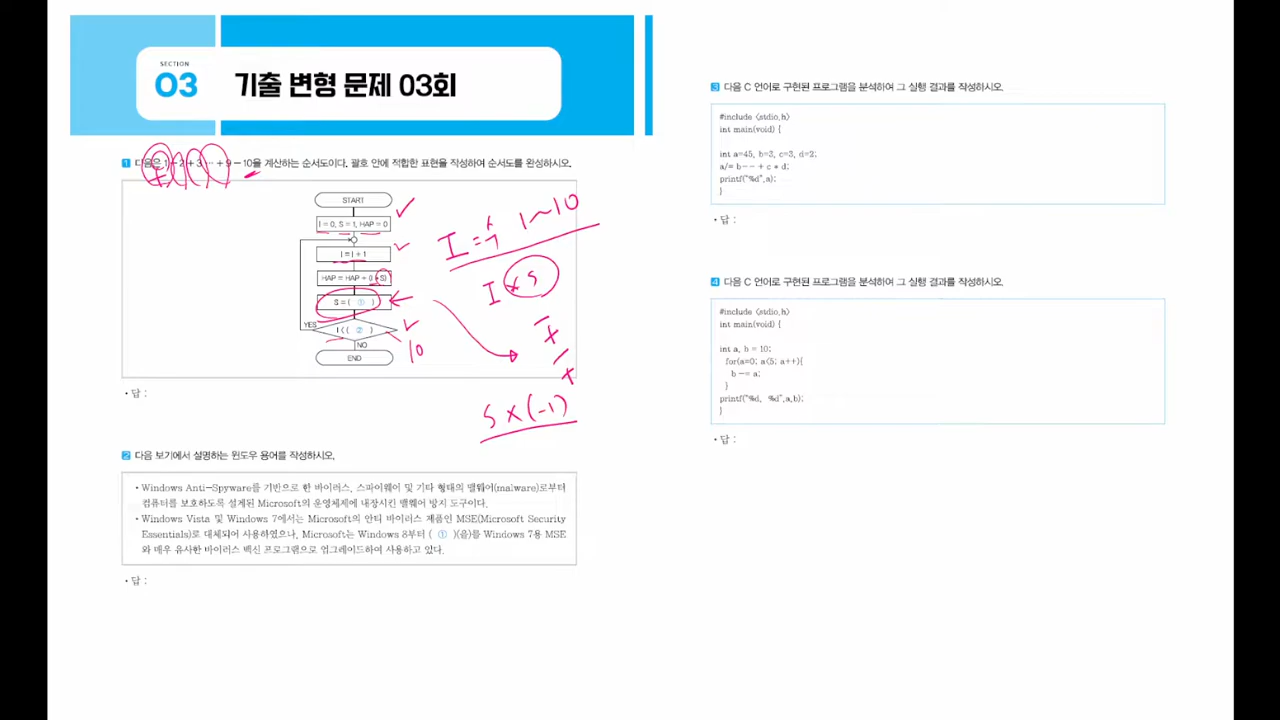 SECTION
03
기출 변형 문제 03회
1 다음은 1-2+3 … +9-10을 계산하는 순서도이다. 괄호 안에 적합한 표현을 작성하여 순서도를 완성하시오.
START
I = 0, S = 1, HAP = 0
I = I + 1
HAP = HAP + (I*S)
S = ( ① )
YES
I < ( ② )
NO
END
I = 1 ~ 10
I × S
10
S × (-1)
• 답 :
2 다음 보기에서 설명하는 윈도우 용어를 작성하시오.
• Windows Anti-Spyware를 기반으로 한 바이러스, 스파이웨어 및 기타 형태의 맬웨어(malware)로부터
컴퓨터를 보호하도록 설계된 Microsoft의 운영체제에 내장시킨 맬웨어 방지 도구이다.
• Windows Vista 및 Windows 7에서는 Microsoft의 안티 바이러스 제품인 MSE(Microsoft Security
Essentials)로 대체되어 사용하였으나, Microsoft는 Windows 8부터 ( ① )(을)를 Windows 7용 MSE
와 매우 유사한 바이러스 백신 프로그램으로 업그레이드하여 사용하고 있다.
• 답 :
3 다음 C 언어로 구현된 프로그램을 분석하여 그 실행 결과를 작성하시오.
#include <stdio.h>
int main(void) {
int a=45, b=3, c=3, d=2;
a/= b-- + c * d;
printf("%d",a);
}
• 답 :
4 다음 C 언어로 구현된 프로그램을 분석하여 그 실행 결과를 작성하시오.
#include <stdio.h>
int main(void) {
int a, b = 10;
for(a=0; a<5; a++){
b -= a;
}
printf("%d, %d",a,b);
}
• 답 :